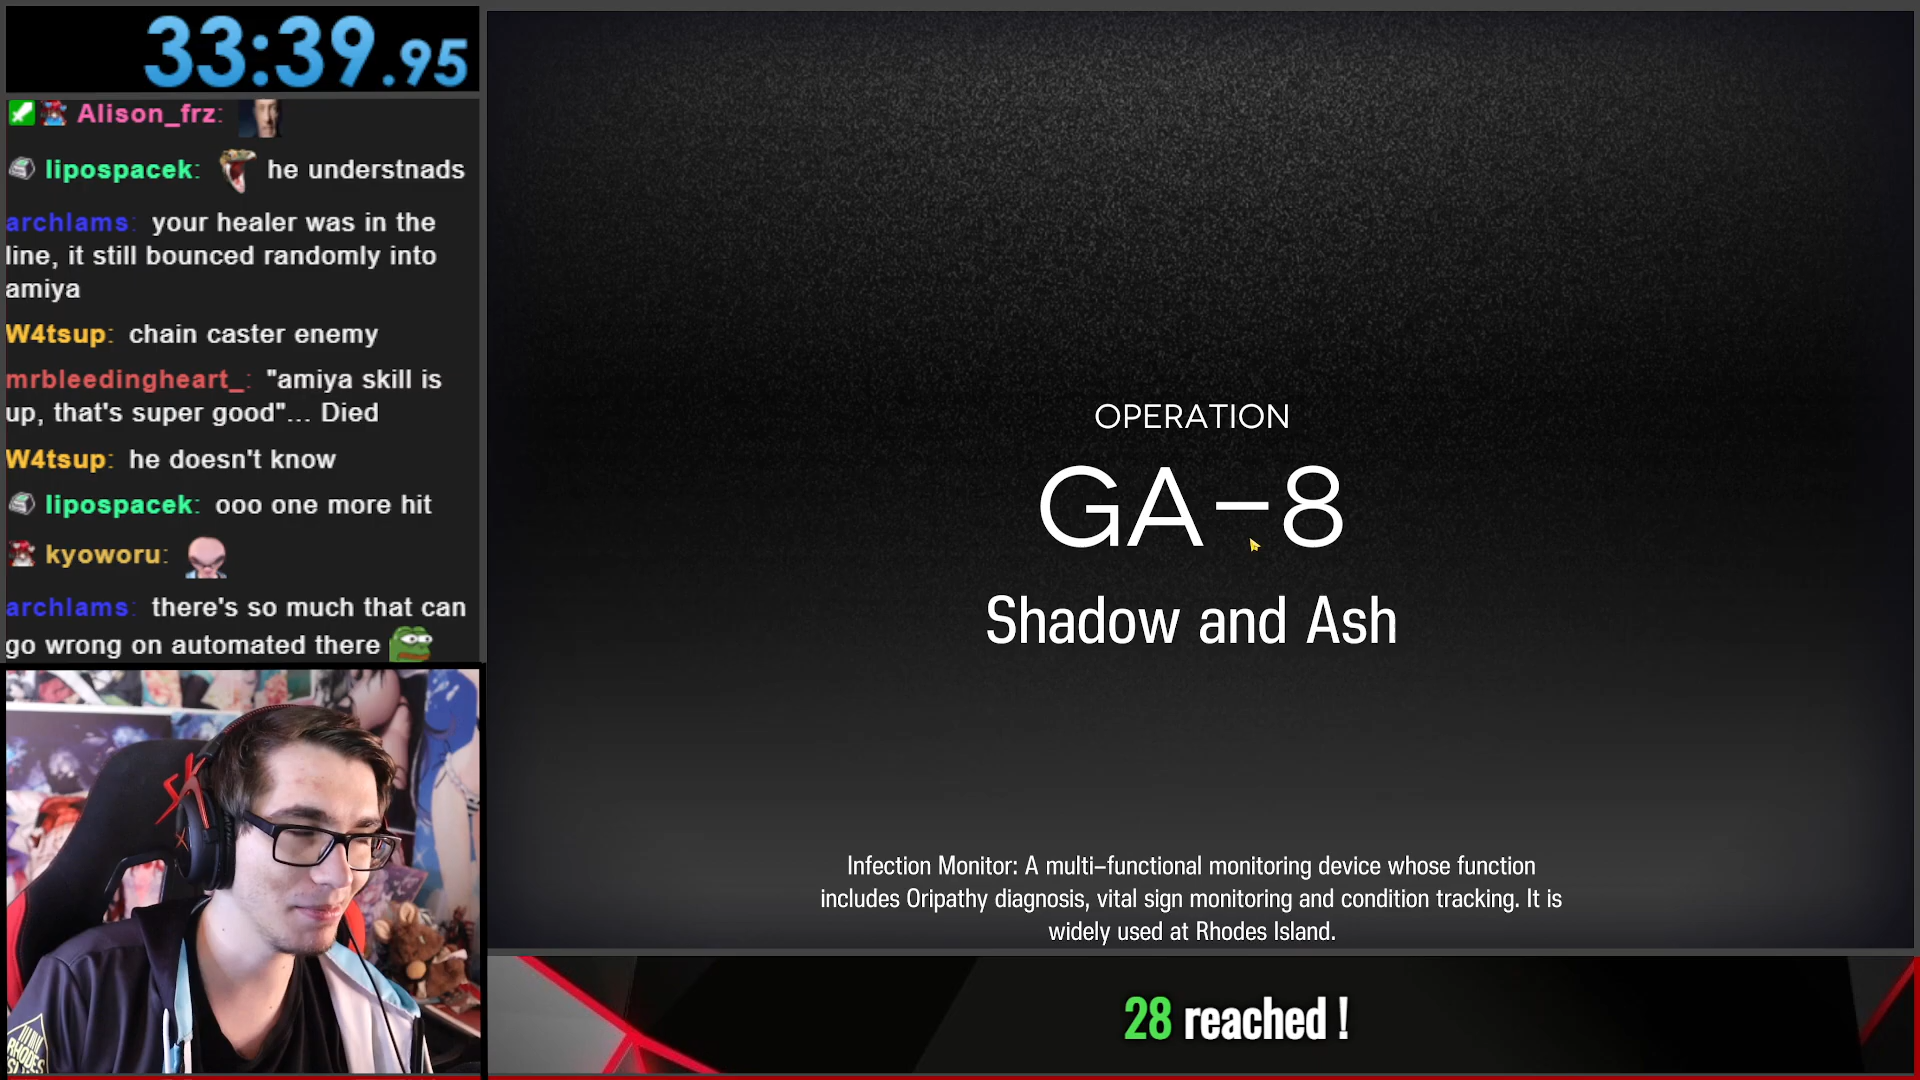 33:39.95
Alison_frz:
lipospacek: he understnads
archlams: your healer was in the
line, it still bounced randomly into
amiya
W4tsup: chain caster enemy
mrbleedingheart_: "amiya skill is
up, that's super good"... Died
W4tsup: he doesn't know
lipospacek: ooo one more hit
kyoworu:
archlams: there's so much that can
go wrong on automated there
OPERATION
GA-8
Shadow and Ash
Infection Monitor: A multi-functional monitoring device whose function
includes Oripathy diagnosis, vital sign monitoring and condition tracking. It is
widely used at Rhodes Island.
28 reached !